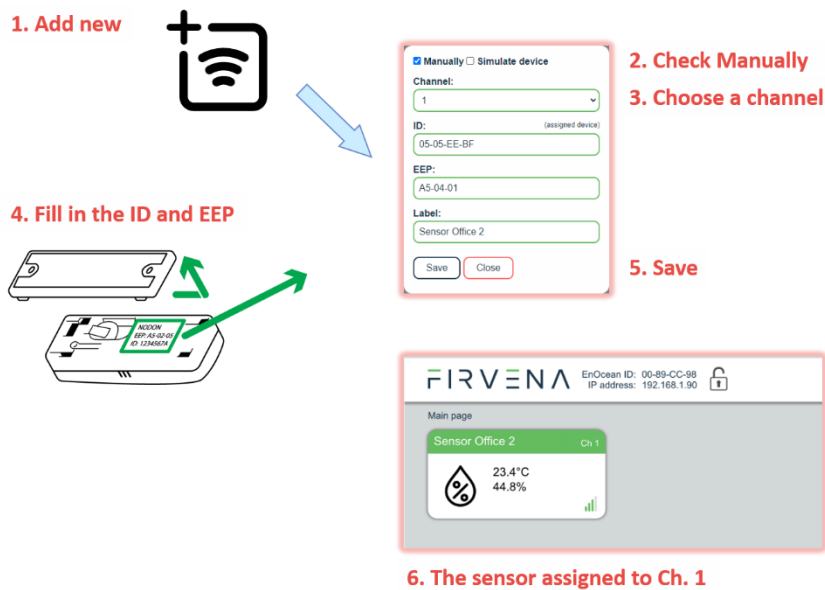 1. Add new
Manually Simulate device
Channel:
1
ID: (assigned device)
05-05-EE-BF
EEP:
A5-04-01
Label:
Sensor Office 2
Save Close
2. Check Manually
3. Choose a channel
4. Fill in the ID and EEP
NODON
EEP: A5-02-05
ID: 1234567A
5. Save
FIRVENA
EnOcean ID: 00-89-CC-98
IP address: 192.168.1.90
Main page
Sensor Office 2 Ch 1
23.4°C
44.8%
6. The sensor assigned to Ch. 1